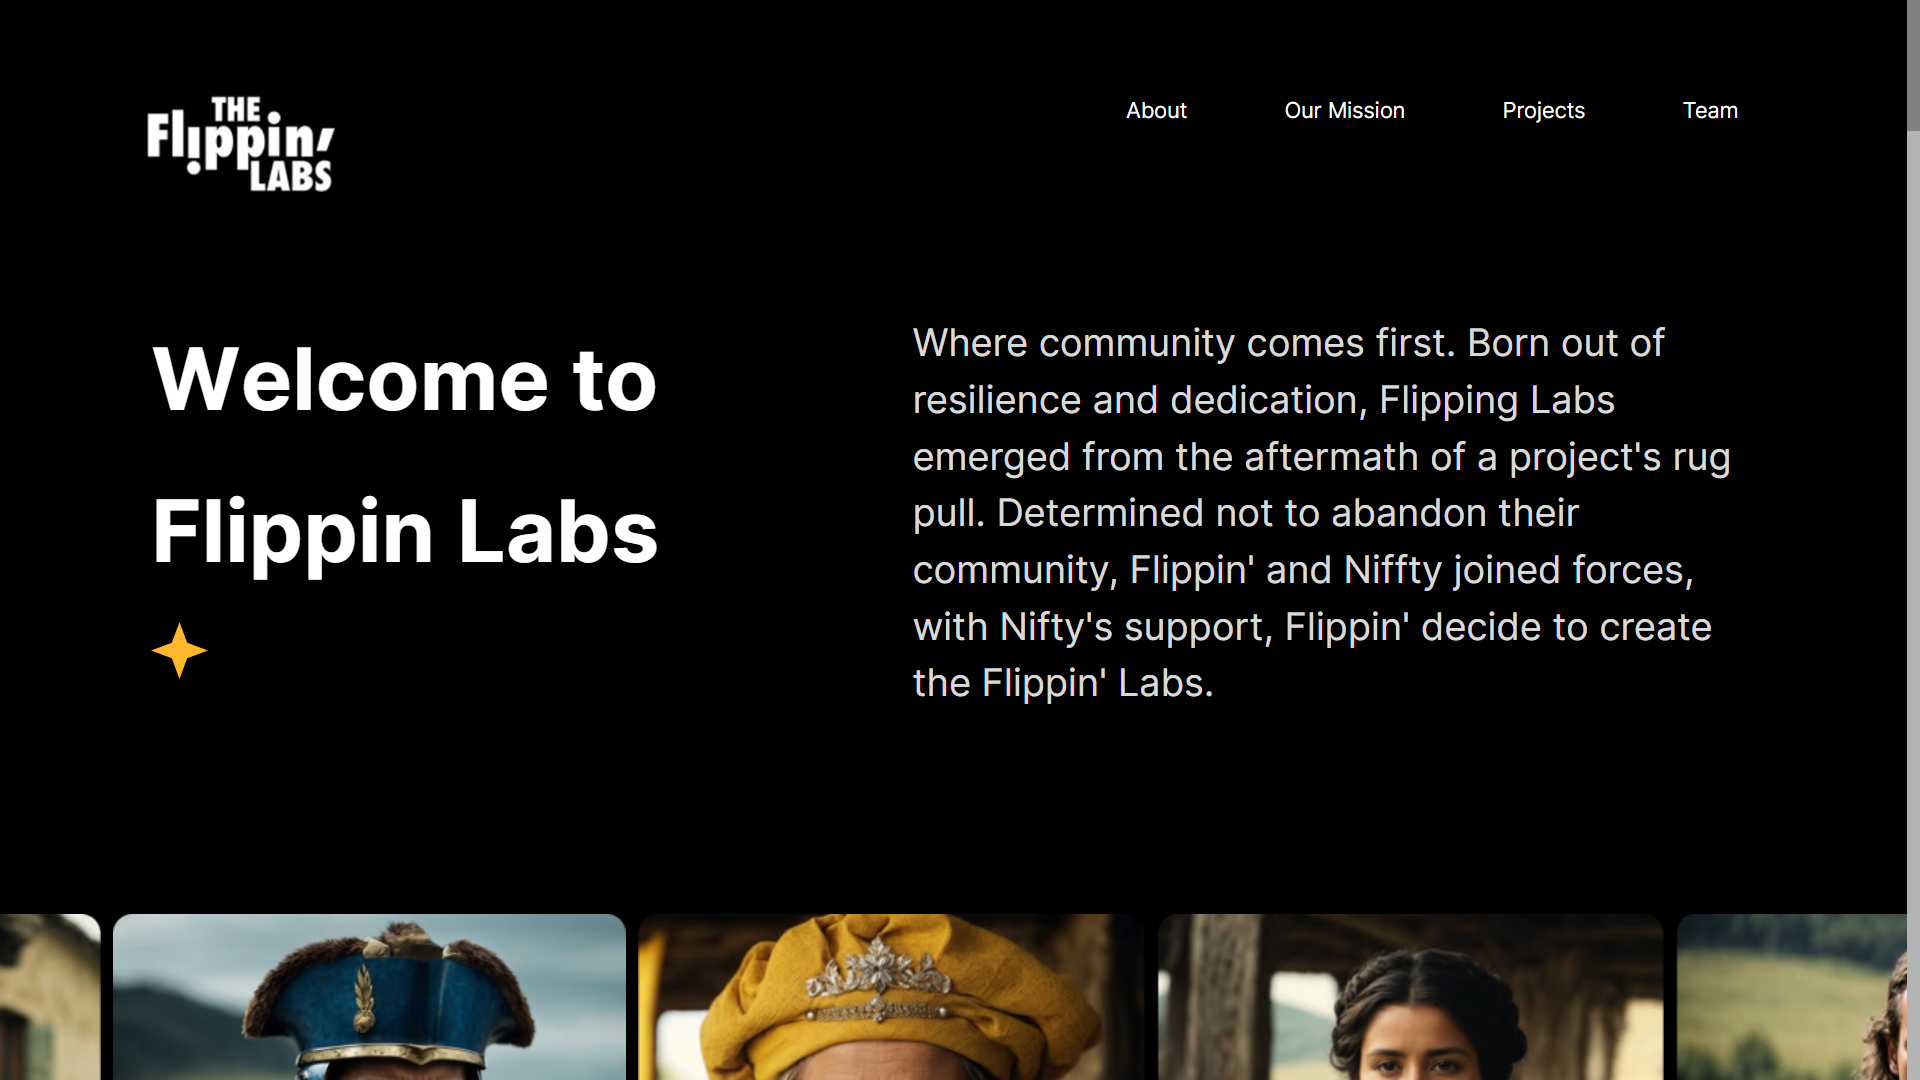 THE
Flippin'
LABS
About
Our Mission
Projects
Team
Welcome to
Flippin Labs
Where community comes first. Born out of
resilience and dedication, Flipping Labs
emerged from the aftermath of a project's rug
pull. Determined not to abandon their
community, Flippin' and Niffty joined forces,
with Nifty's support, Flippin' decide to create
the Flippin' Labs.